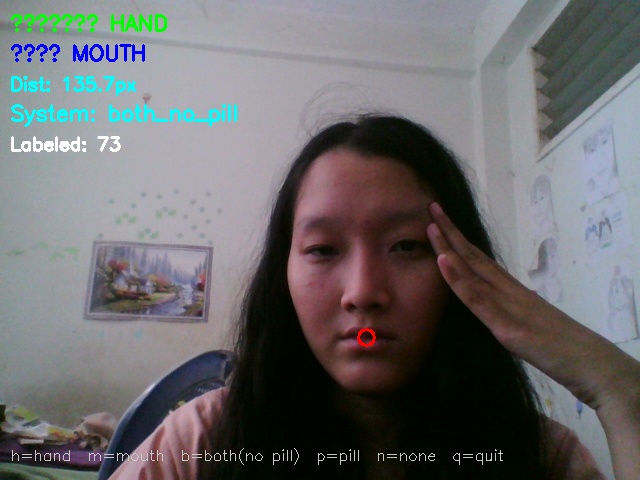 ??????? HAND
???? MOUTH
Dist: 135.7px
System: both_no_pill
Labeled: 73
h=hand m=mouth b=both(no pill) p=pill n=none q=quit